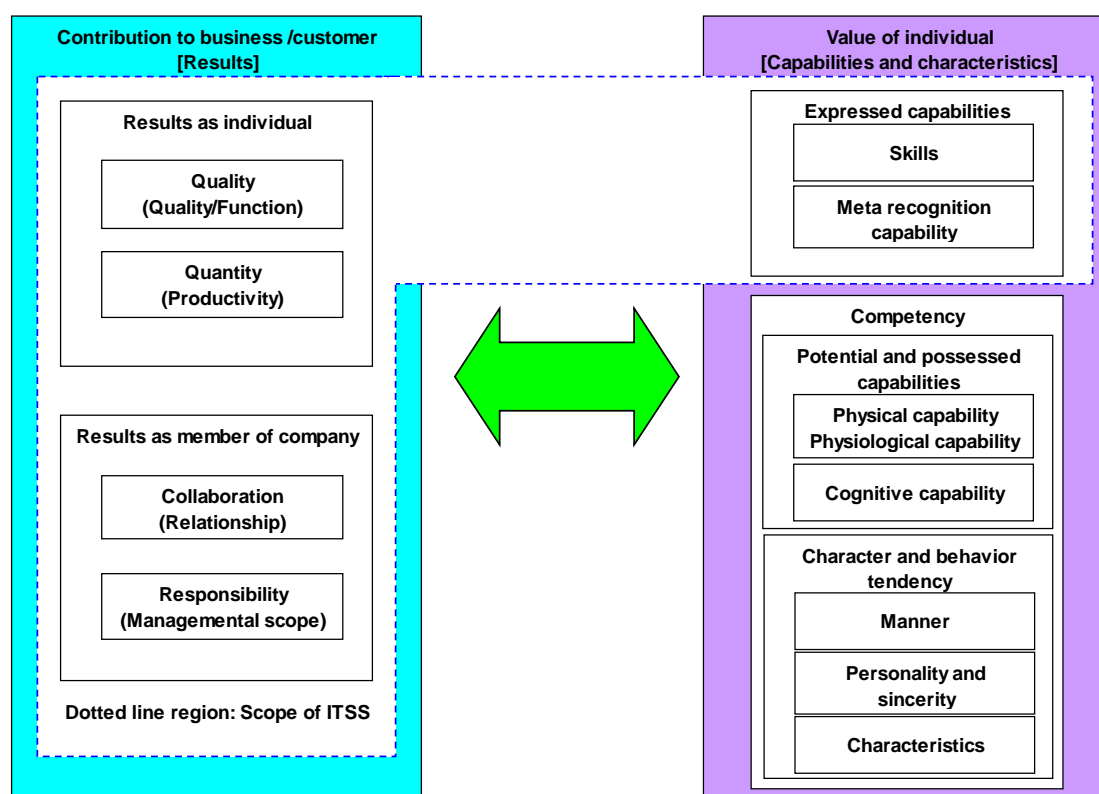 Contribution to business /customer
[Results]
Results as individual
Quality
(Quality/Function)
Quantity
(Productivity)
Results as member of company
Collaboration
(Relationship)
Responsibility
(Managemental scope)
Dotted line region: Scope of ITSS
Value of individual
[Capabilities and characteristics]
Expressed capabilities
Skills
Meta recognition
capability
Competency
Potential and possessed
capabilities
Physical capability
Physiological capability
Cognitive capability
Character and behavior
tendency
Manner
Personality and
sincerity
Characteristics